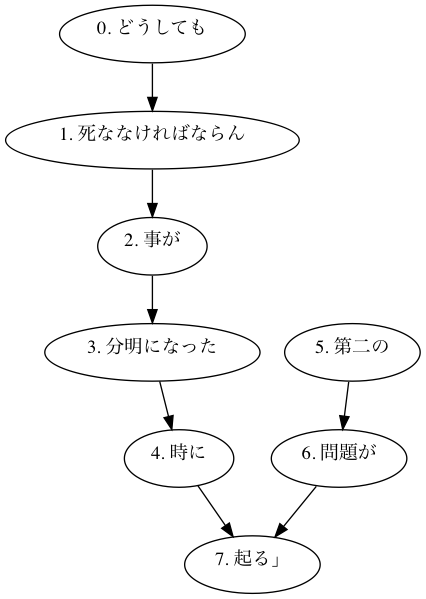 0. どうしても
1. 死ななければならん
2. 事が
3. 分明になった
5. 第二の
4. 時に
6. 問題が
7. 起る」